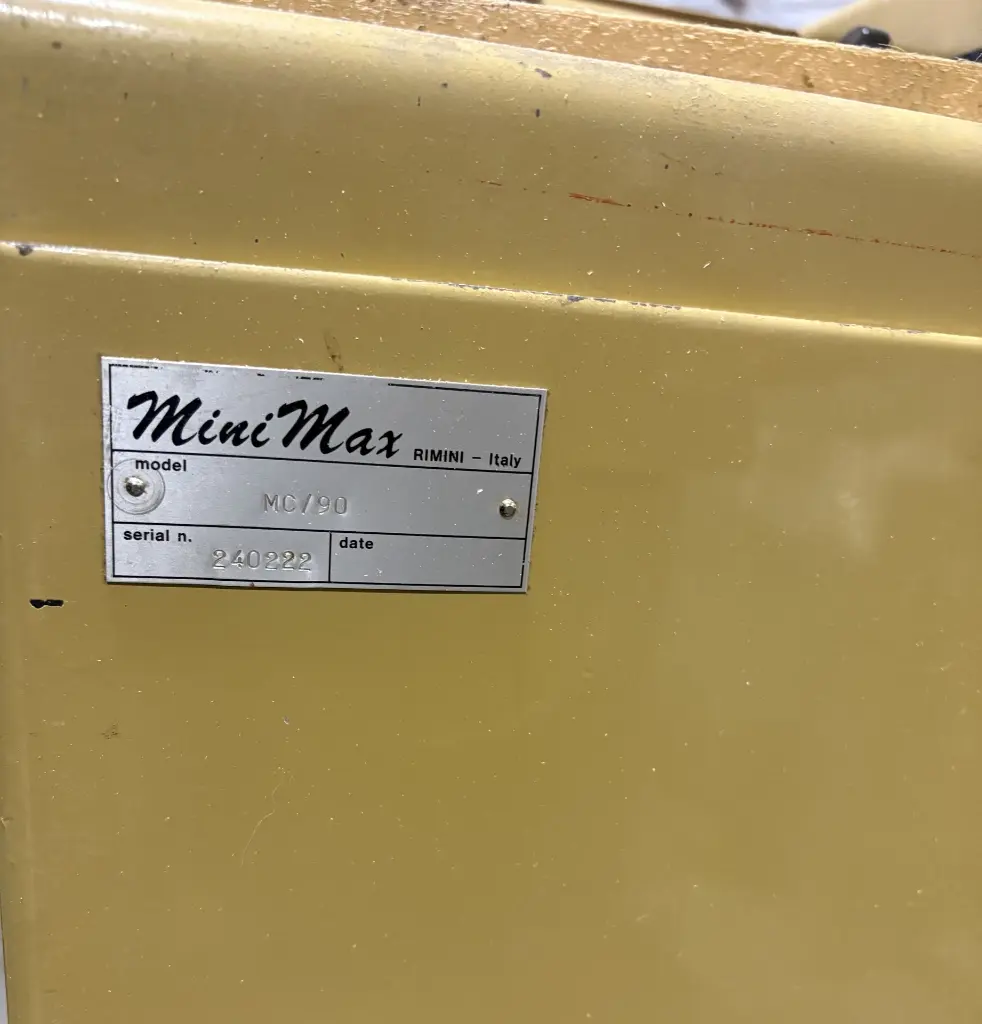 MiniMax RIMINI - Italy
model
MC/90
serial n. date
240222